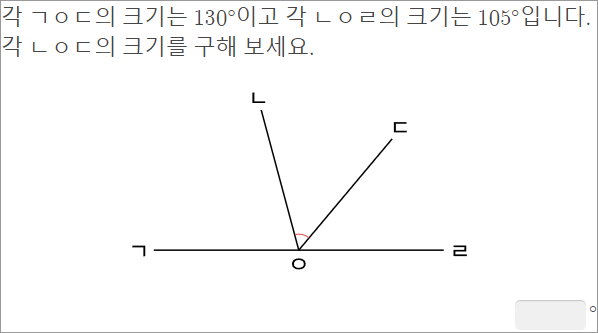 각 ㄱㅇㄷ의 크기는 130°이고 각 ㄴㅇㄹ의 크기는 105°입니다.
각 ㄴㅇㄷ의 크기를 구해 보세요.
ㄴ
ㄷ
ㄱ
ㄹ
ㅇ
°